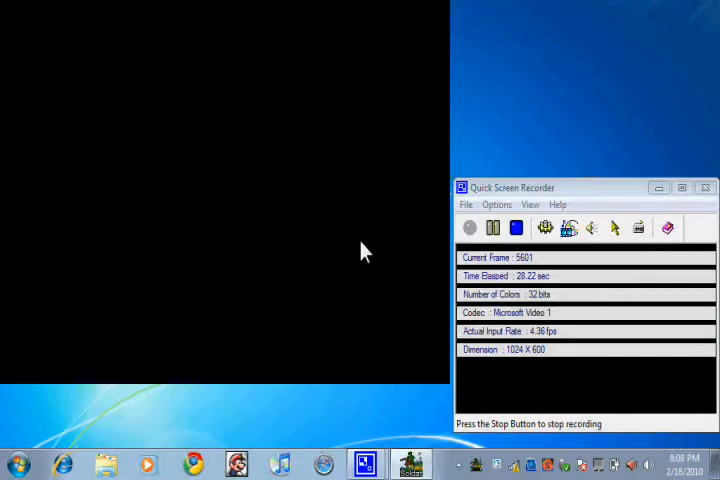 Quick Screen Recorder
File Options View Help
Current Frame : 5601
Time Elasped : 28.22 sec
Number of Colors : 32 bits
Codec : Microsoft Video 1
Actual Input Rate : 4.36 fps
Dimension : 1024 X 600
Press the Stop Button to stop recording
Soldat
8:08 PM
2/18/2010